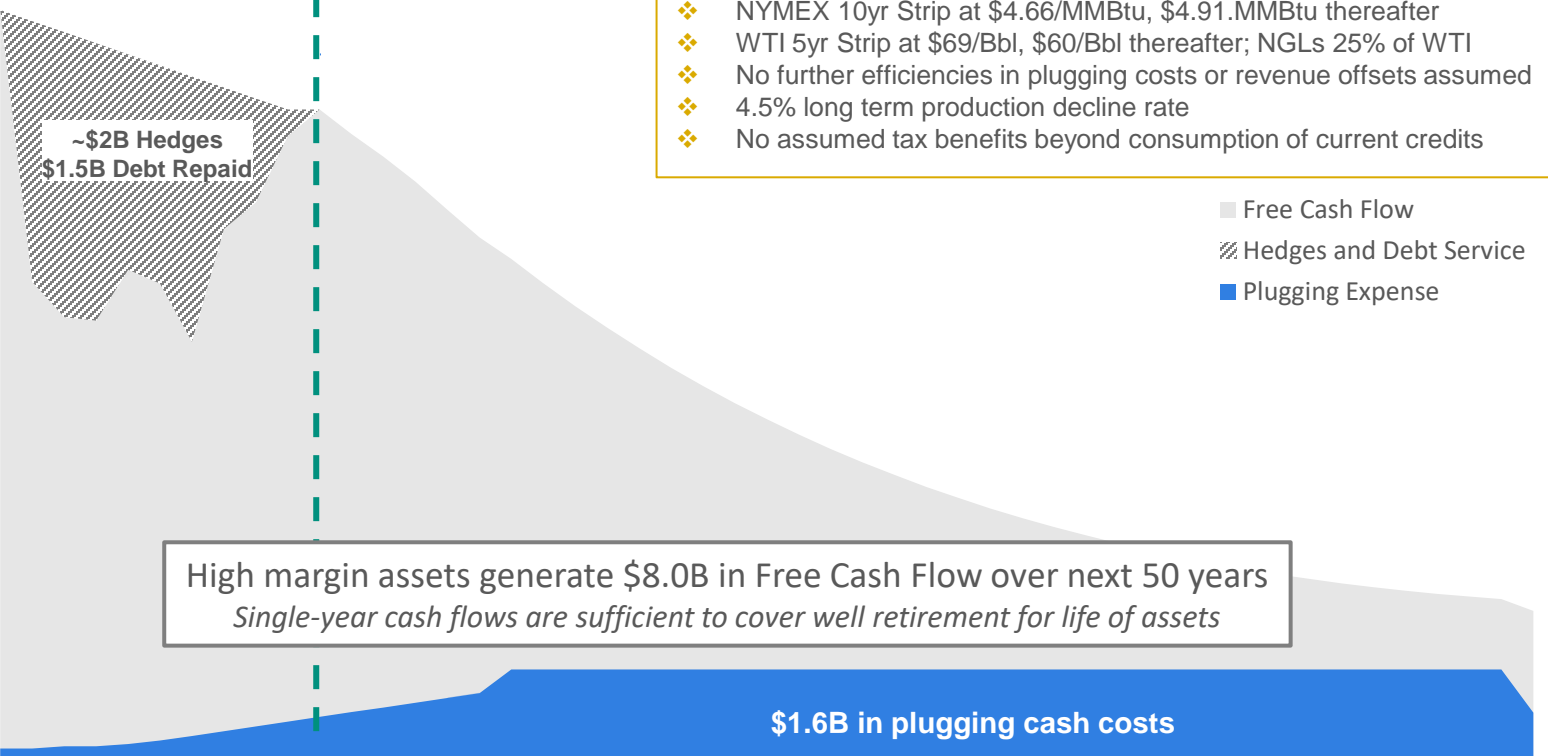 ❖ NYMEX 10yr Strip at $4.66/MMBtu, $4.91.MMBtu thereafter
❖ WTI 5yr Strip at $69/Bbl, $60/Bbl thereafter; NGLs 25% of WTI
❖ No further efficiencies in plugging costs or revenue offsets assumed
❖ 4.5% long term production decline rate
❖ No assumed tax benefits beyond consumption of current credits
~$2B Hedges
$1.5B Debt Repaid
Free Cash Flow
Hedges and Debt Service
Plugging Expense
High margin assets generate $8.0B in Free Cash Flow over next 50 years
Single-year cash flows are sufficient to cover well retirement for life of assets
$1.6B in plugging cash costs